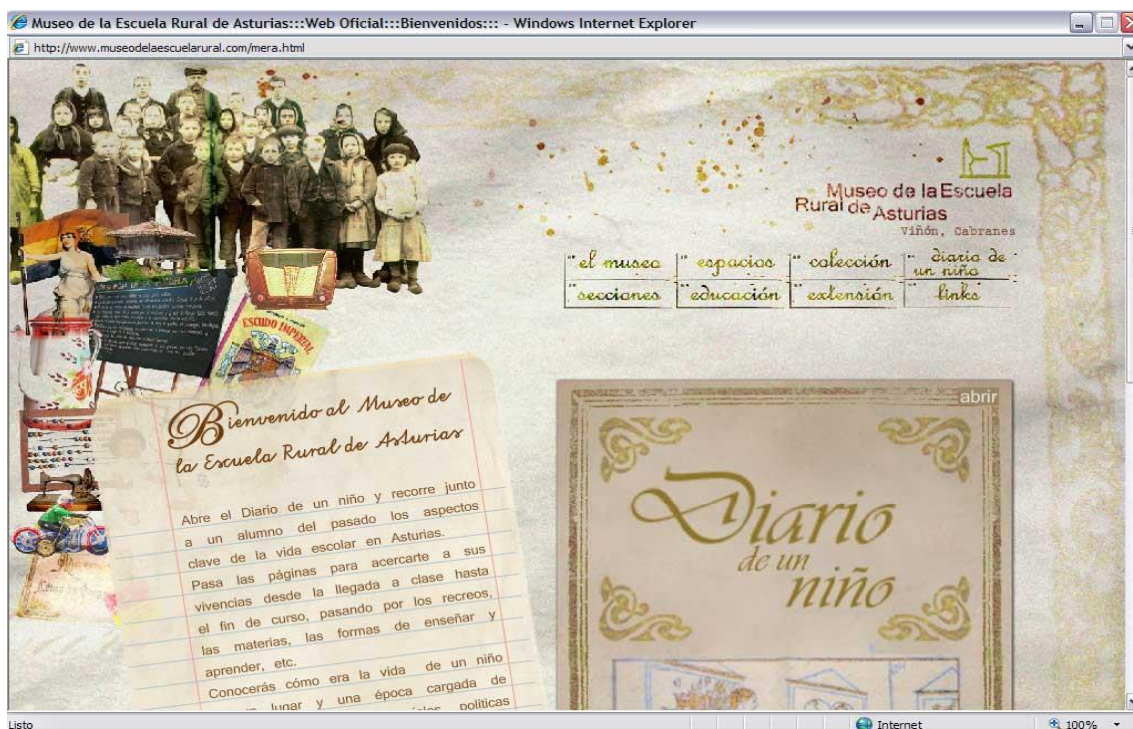 Museo de la Escuela Rural de Asturias:::Web Oficial:::Bienvenidos::: - Windows Internet Explorer
http://www.museodelaescuelarural.com/mera.html
Museo de la Escuela
Rural de Asturias
Viñón, Cabranes
el museo
espacios
colección
diario de
un niño
secciones
educación
extensión
links
ESCUDO IMPERIAL
Bienvenido al Museo de
la Escuela Rural de Asturias
Abre el Diario de un niño y recorre junto
a un alumno del pasado los aspectos
clave de la vida escolar en Asturias.
Pasa las páginas para acercarte a sus
vivencias desde la llegada a clase hasta
el fin de curso, pasando por los recreos,
las materias, las formas de enseñar y
aprender, etc.
Conocerás cómo era la vida de un niño
lunar y una época cargada de
políticas
abrir
Diario
de un
niño
Listo
Internet
100%